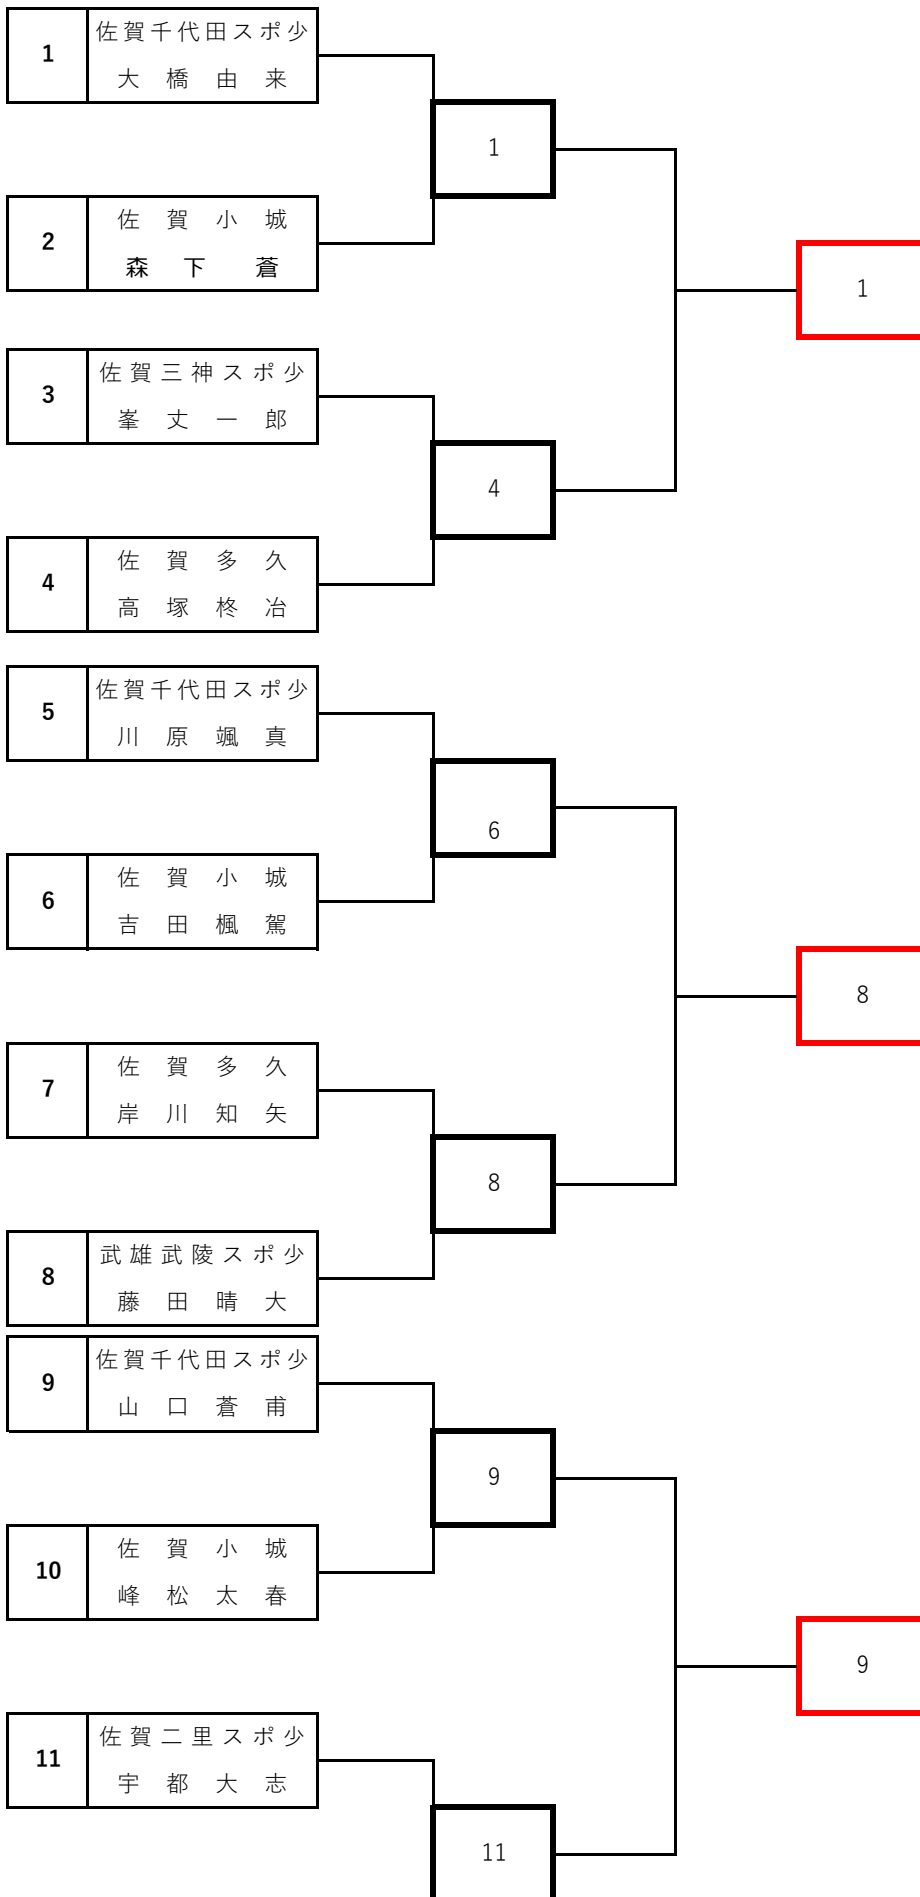 1
佐賀千代田スポ少
大橋由来
1
2
佐賀小城
森下 蒼
1
3
佐賀三神スポ少
峯丈一郎
4
4
佐賀多久
高塚柊冶
5
佐賀千代田スポ少
川原颯真
6
6
佐賀小城
吉田楓駕
8
7
佐賀多久
岸川知矢
8
8
武雄武陵スポ少
藤田晴大
9
佐賀千代田スポ少
山口蒼甫
9
10
佐賀小城
峰松太春
9
11
佐賀二里スポ少
宇都大志
11